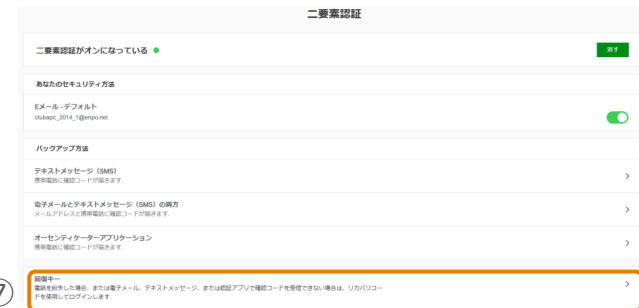 二要素認証
二要素認証がオンになっている
消す
あなたのセキュリティ方法
Eメール - デフォルト
clubapc_2014_1@enpo.net
バックアップ方法
テキストメッセージ（SMS）
携帯電話に確認コードが届きます.
電子メールとテキストメッセージ（SMS）の両方
メールアドレスと携帯電話に確認コードが届きます.
オーセンティケーターアプリケーション
携帯電話に確認コードが届きます.
回復キー
電話を紛失した場合、または電子メール、テキストメッセージ、または認証アプリで確認コードを受信できない場合は、リカバリコー
ドを使用してログインします
⑦